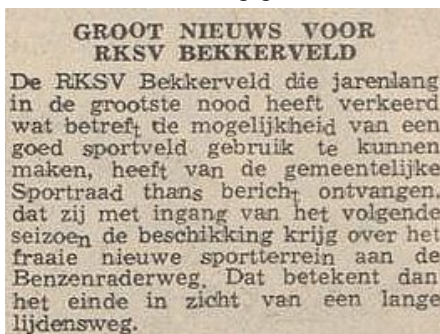 GROOT NIEUWS VOOR
RKSV BEKKERVELD
De RKSV Bekkerveld die jarenlang
in de grootste nood heeft verkeerd
wat betreft de mogelijkheid van een
goed sportveld gebruik te kunnen
maken, heeft van de gemeentelijke
Sportraad thans bericht ontvangen,
dat zij met ingang van het volgende
seizoen de beschikking krijg over het
fraaie nieuwe sportterrein aan de
Benzenraderweg. Dat betekent dan
het einde in zicht van een lange
lijdensweg.